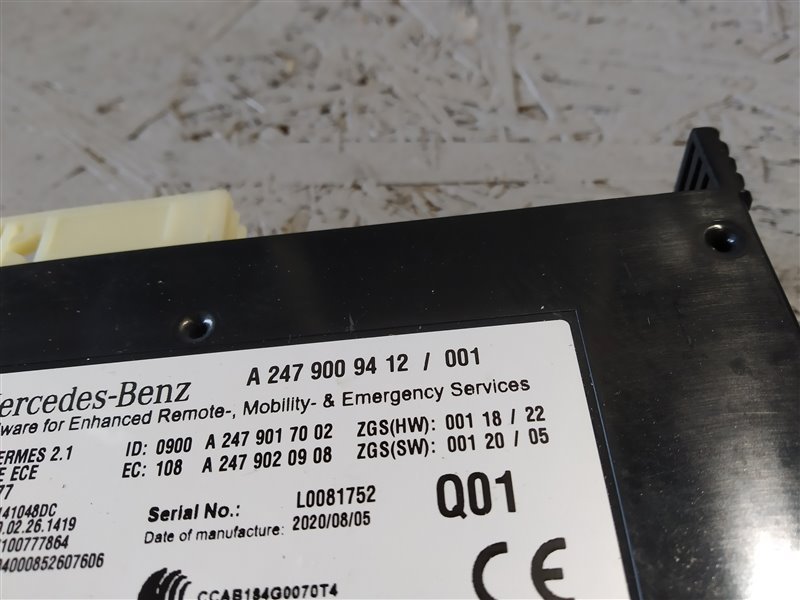 A 247 900 94 12 / 001
ercedes-Benz
ware for Enhanced Remote-, Mobility- & Emergency Services
ERMES 2.1 ID: 0900 A 247 901 70 02 ZGS(HW): 001 18 / 22
E ECE EC: 108 A 247 902 09 08 ZGS(SW): 001 20 / 05
77
41048DC Serial No.: L0081752 Q01
.02.26.1419 Date of manufacture: 2020/08/05
100777864
4000852607606
CE
CCAB184G0070T4